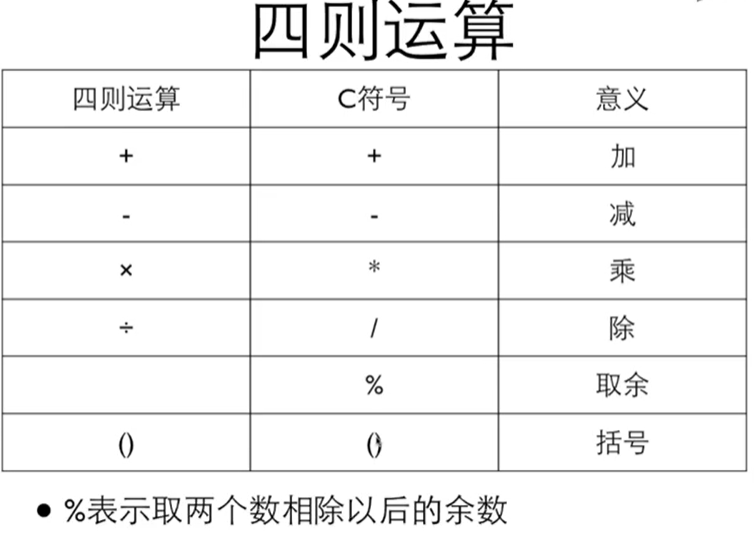 四则运算
四则运算 C符号 意义
+ + 加
- - 减
× * 乘
÷ / 除
% 取余
() () 括号
● %表示取两个数相除以后的余数